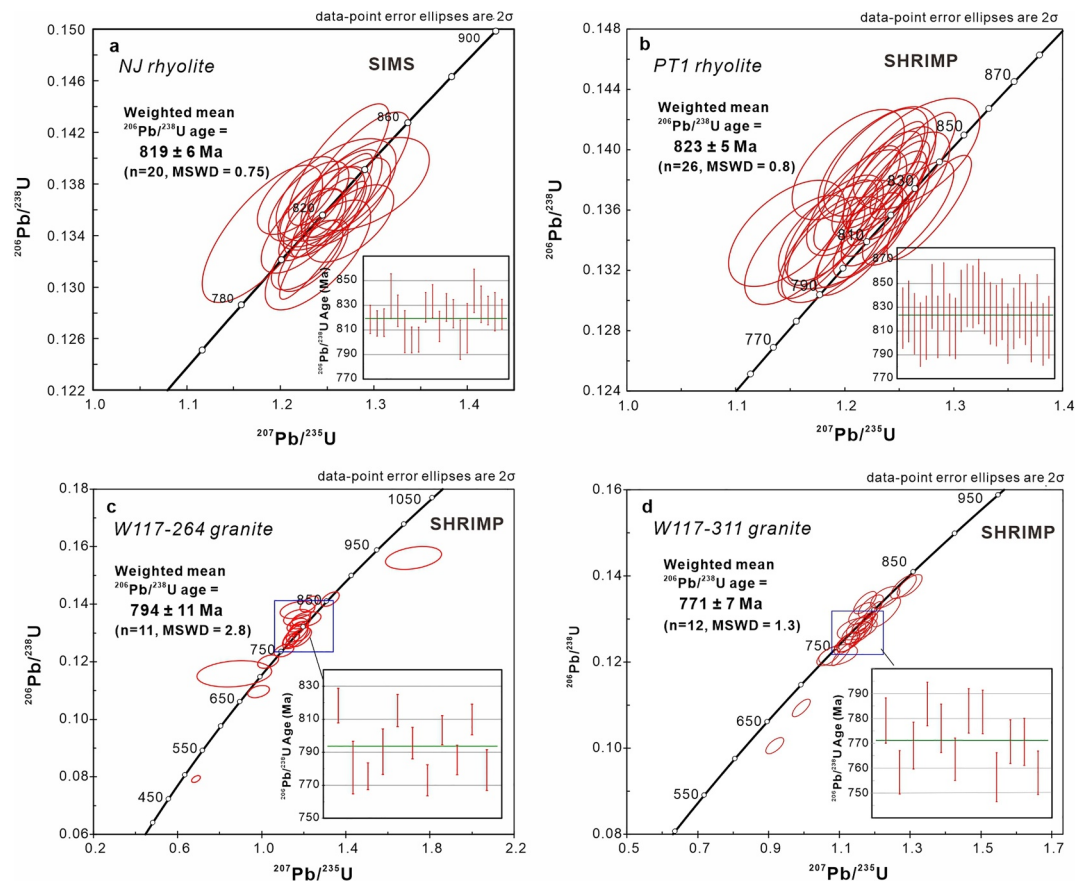 data-point error ellipses are 2σ
a
NJ rhyolite
SIMS
Weighted mean
²⁰⁶Pb/²³⁸U age =
819 ± 6 Ma
(n=20, MSWD = 0.75)
900
860
820
780
0.150
0.146
0.142
0.138
0.134
0.130
0.126
0.122
²⁰⁶Pb/²³⁸U
1.0
1.1
1.2
1.3
1.4
²⁰⁷Pb/²³⁵U
²⁰⁶Pb/²³⁸U Age (Ma)
850
830
810
790
770
data-point error ellipses are 2σ
b
PT1 rhyolite
SHRIMP
Weighted mean
²⁰⁶Pb/²³⁸U age =
823 ± 5 Ma
(n=26, MSWD = 0.8)
870
850
830
810
790
770
0.148
0.144
0.140
0.136
0.132
0.128
0.124
²⁰⁶Pb/²³⁸U
1.0
1.1
1.2
1.3
1.4
²⁰⁷Pb/²³⁵U
870
850
830
810
790
770
data-point error ellipses are 2σ
c
W117-264 granite
SHRIMP
Weighted mean
²⁰⁶Pb/²³⁸U age =
794 ± 11 Ma
(n=11, MSWD = 2.8)
1050
950
850
750
650
550
450
0.18
0.16
0.14
0.12
0.10
0.08
0.06
²⁰⁶Pb/²³⁸U
0.2
0.6
1.0
1.4
1.8
2.2
²⁰⁷Pb/²³⁵U
²⁰⁶Pb/²³⁸U Age (Ma)
830
810
790
770
750
data-point error ellipses are 2σ
d
W117-311 granite
SHRIMP
Weighted mean
²⁰⁶Pb/²³⁸U age =
771 ± 7 Ma
(n=12, MSWD = 1.3)
950
850
750
650
550
0.16
0.14
0.12
0.10
0.08
²⁰⁶Pb/²³⁸U
0.5
0.7
0.9
1.1
1.3
1.5
1.7
²⁰⁷Pb/²³⁵U
²⁰⁶Pb/²³⁸U Age (Ma)
790
780
770
760
750